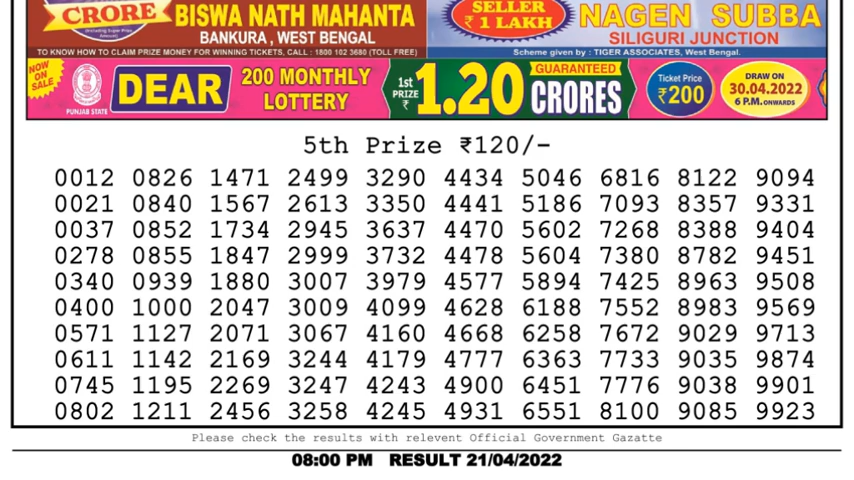 CRORE
(Including Super Prize Amount)
BISWA NATH MAHANTA
BANKURA, WEST BENGAL
TO KNOW HOW TO CLAIM PRIZE MONEY FOR WINNING TICKETS, CALL : 1800 102 3680 (TOLL FREE)
SELLER
₹ 1 LAKH
NAGEN SUBBA
SILIGURI JUNCTION
Scheme given by : TIGER ASSOCIATES, West Bengal.
NOW ON SALE
PUNJAB STATE
DEAR
200 MONTHLY
LOTTERY
1st
PRIZE
₹
1.20
GUARANTEED
CRORES
Ticket Price
₹200
DRAW ON
30.04.2022
6 P.M. ONWARDS
5th Prize ₹120/-
0012 0826 1471 2499 3290 4434 5046 6816 8122 9094
0021 0840 1567 2613 3350 4441 5186 7093 8357 9331
0037 0852 1734 2945 3637 4470 5602 7268 8388 9404
0278 0855 1847 2999 3732 4478 5604 7380 8782 9451
0340 0939 1880 3007 3979 4577 5894 7425 8963 9508
0400 1000 2047 3009 4099 4628 6188 7552 8983 9569
0571 1127 2071 3067 4160 4668 6258 7672 9029 9713
0611 1142 2169 3244 4179 4777 6363 7733 9035 9874
0745 1195 2269 3247 4243 4900 6451 7776 9038 9901
0802 1211 2456 3258 4245 4931 6551 8100 9085 9923
Please check the results with relevent Official Government Gazatte
08:00 PM RESULT 21/04/2022